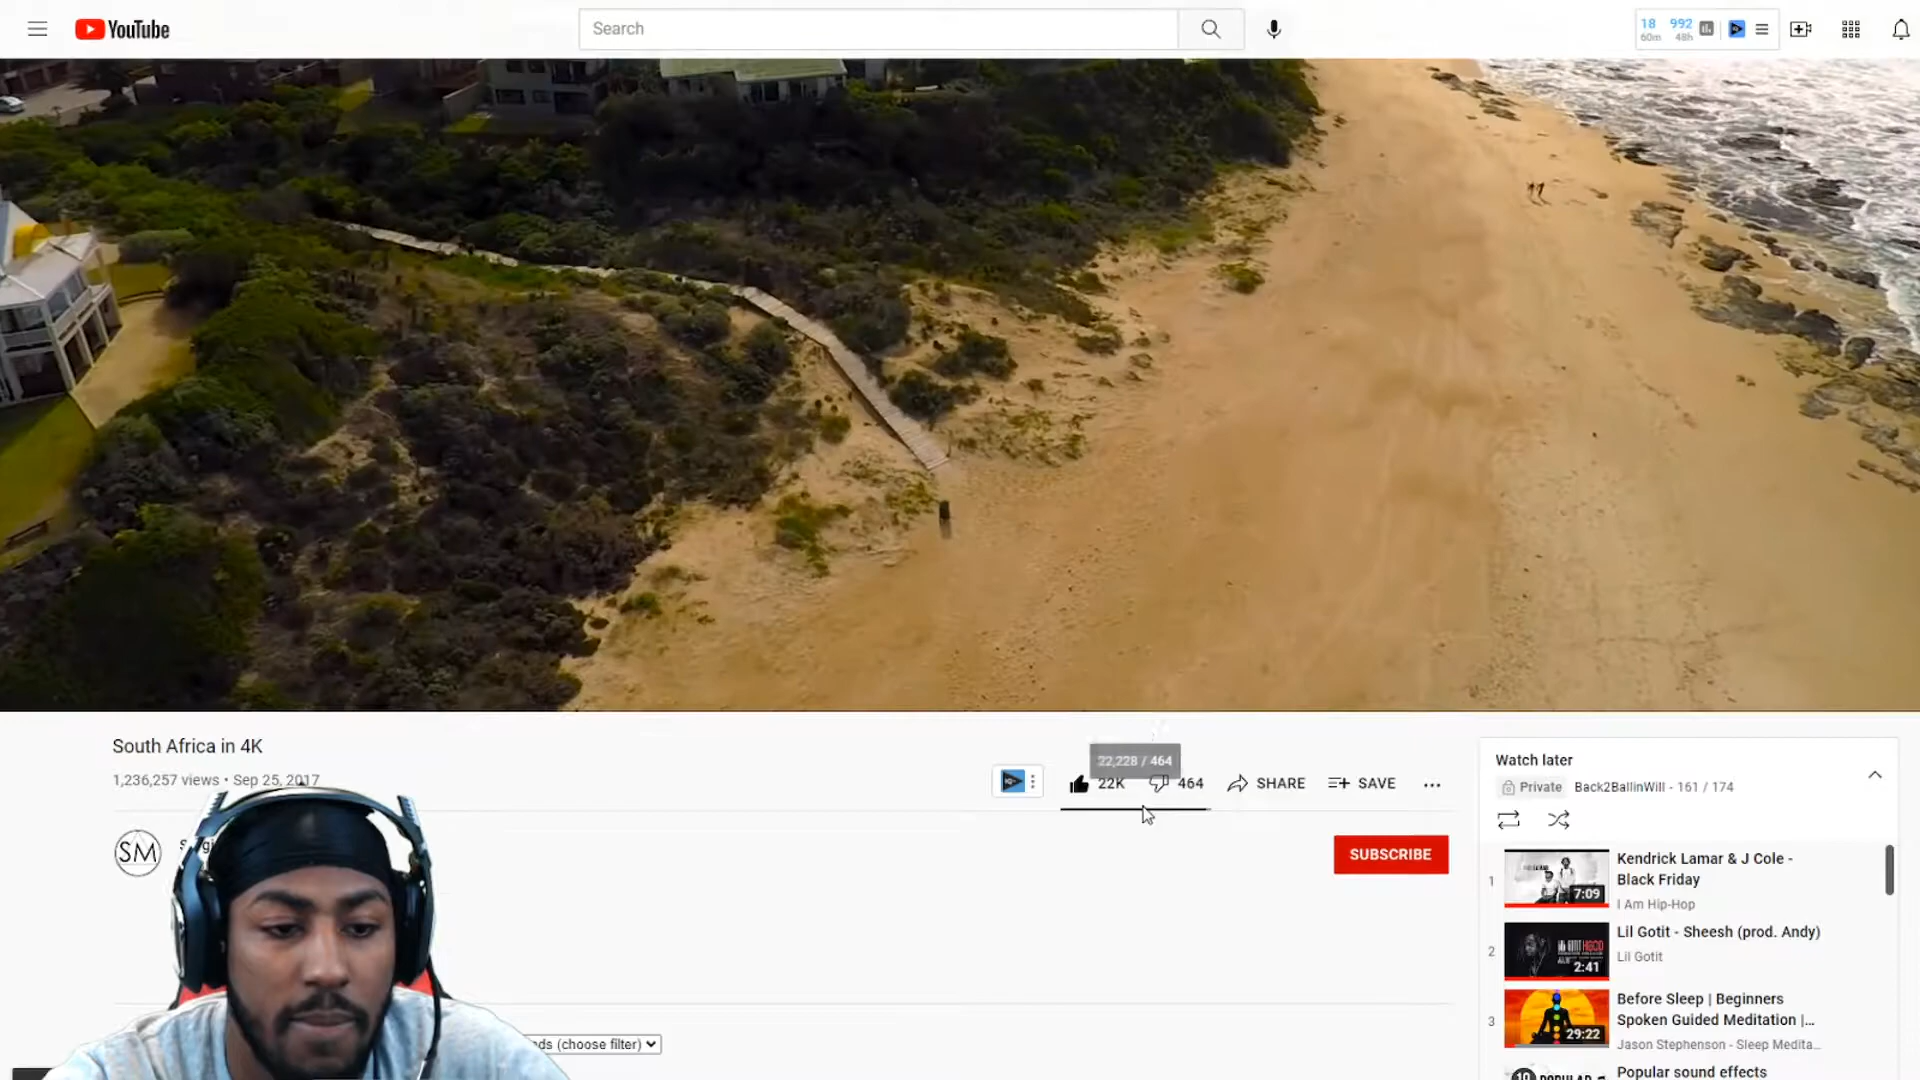 YouTube
Search
18 992
60m 48h
South Africa in 4K
1,236,257 views • Sep 25, 2017
22,228 / 464
22K
464
SHARE
SAVE
SM
SUBSCRIBE
(choose filter)
Watch later
Private Back2BallinWill - 161 / 174
1
7:09
Kendrick Lamar & J Cole -
Black Friday
I Am Hip-Hop
2
2:41
Lil Gotit - Sheesh (prod. Andy)
Lil Gotit
3
29:22
Before Sleep | Beginners
Spoken Guided Meditation |...
Jason Stephenson - Sleep Medita...
Popular sound effects